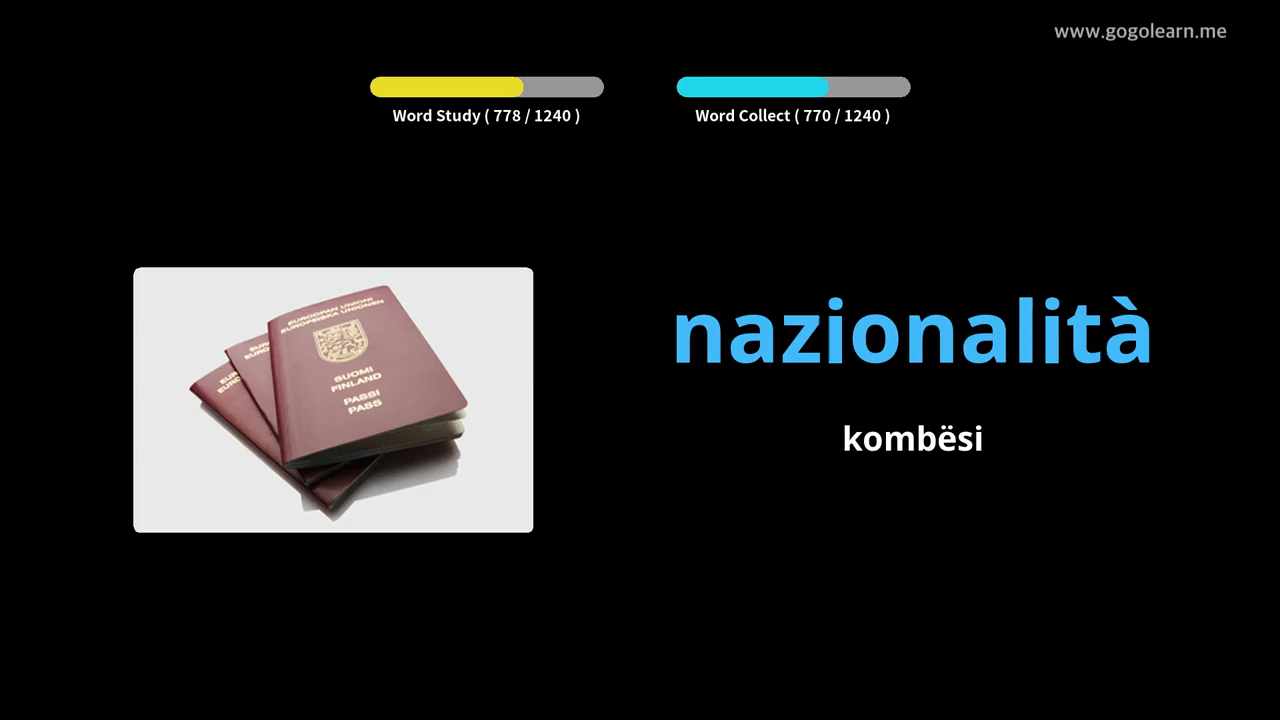 www.gogolearn.me
Word Study ( 778 / 1240 )
Word Collect ( 770 / 1240 )
nazionalità
kombësi
EUROOPAN UNIONI
EUROPEISKA UNIONEN
SUOMI
FINLAND
PASSI
PASS